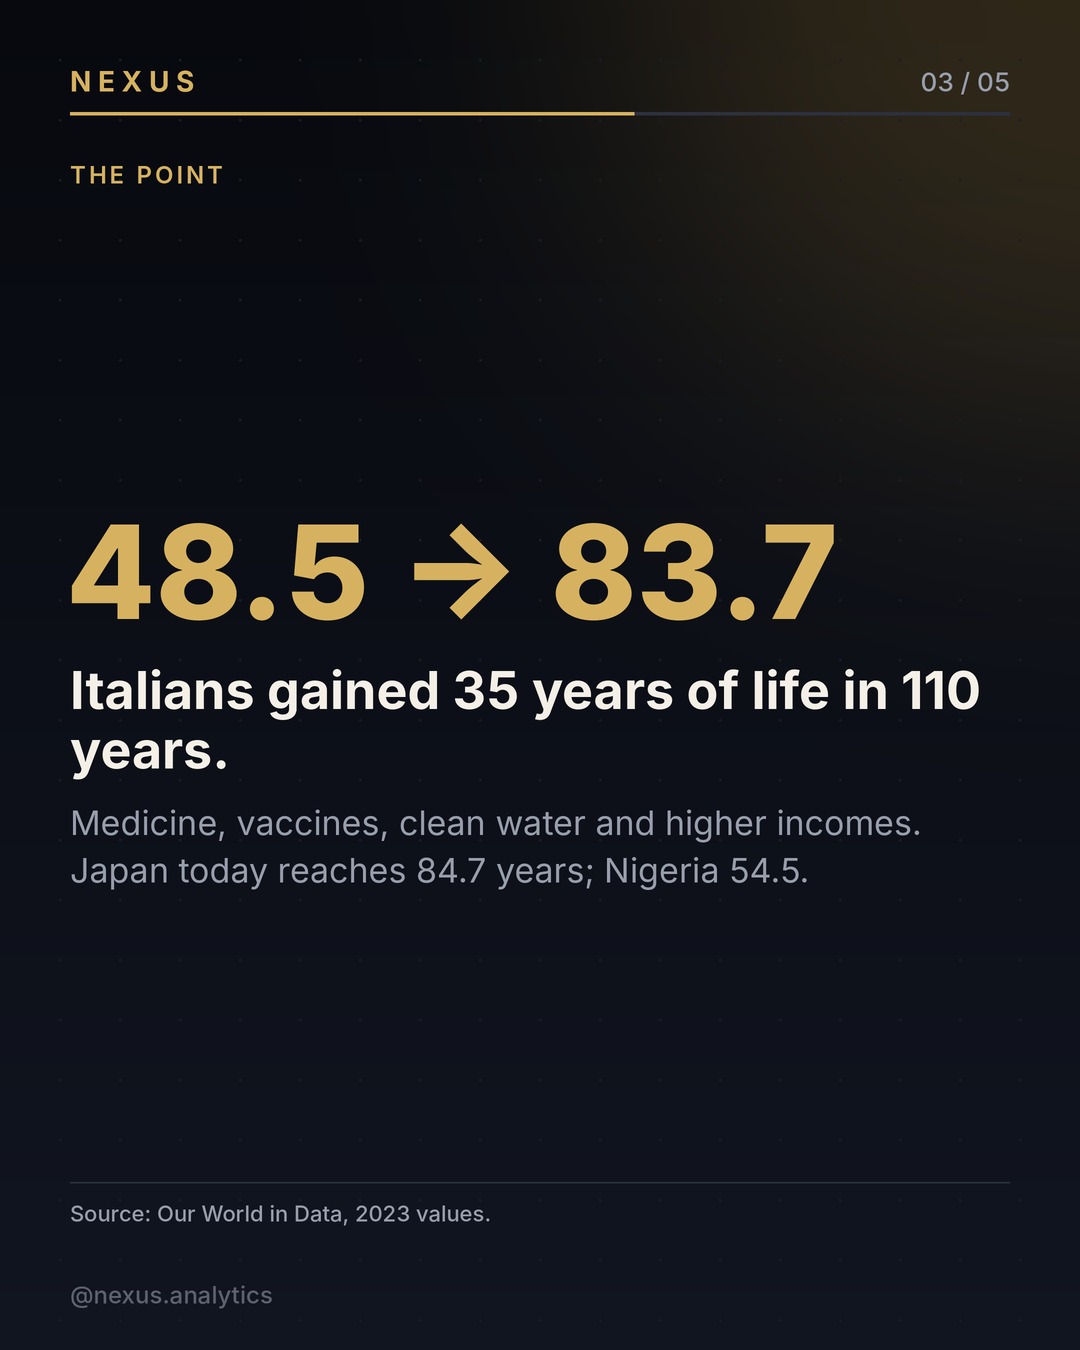 NEXUS
03 / 05
THE POINT
48.5 → 83.7
Italians gained 35 years of life in 110
years.
Medicine, vaccines, clean water and higher incomes.
Japan today reaches 84.7 years; Nigeria 54.5.
Source: Our World in Data, 2023 values.
@nexus.analytics